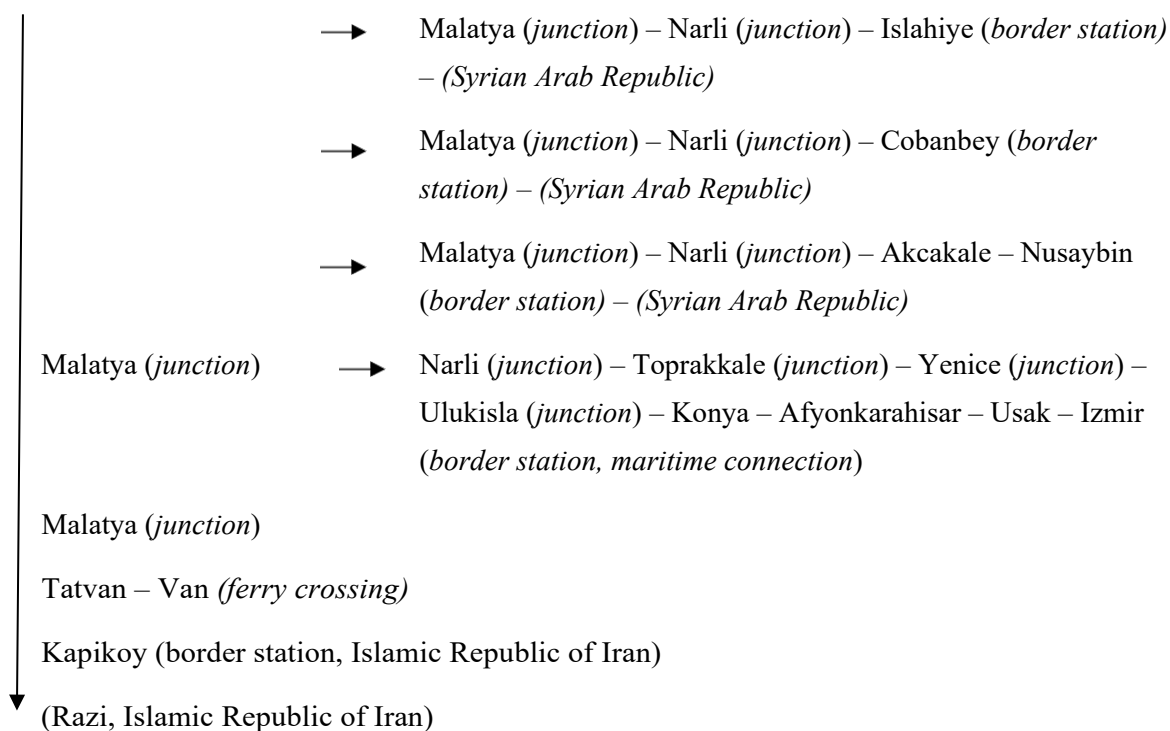 Malatya (junction) – Narli (junction) – Islahiye (border station)
– (Syrian Arab Republic)
Malatya (junction) – Narli (junction) – Cobanbey (border
station) – (Syrian Arab Republic)
Malatya (junction) – Narli (junction) – Akcakale – Nusaybin
(border station) – (Syrian Arab Republic)
Malatya (junction) Narli (junction) – Toprakkale (junction) – Yenice (junction) –
Ulukisla (junction) – Konya – Afyonkarahisar – Usak – Izmir
(border station, maritime connection)
Malatya (junction)
Tatvan – Van (ferry crossing)
Kapikoy (border station, Islamic Republic of Iran)
(Razi, Islamic Republic of Iran)